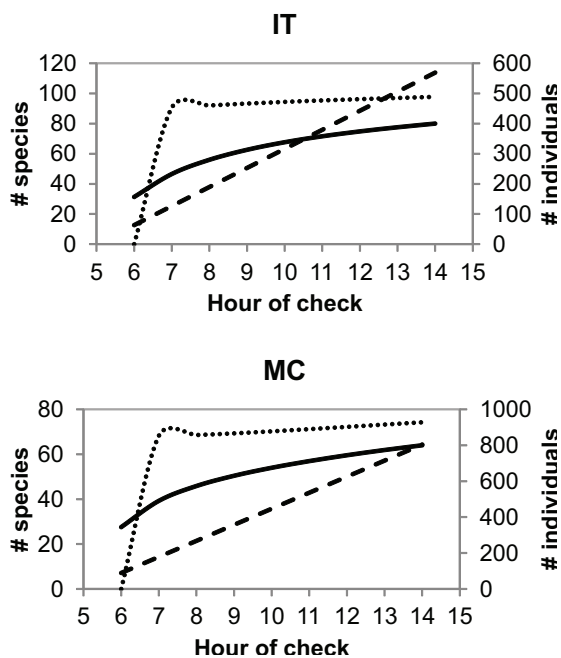 IT
120 600
100 500
80 400
60 300
40 200
20 100
0 0
# species
# individuals
5 6 7 8 9 10 11 12 13 14 15
Hour of check
MC
80 1000
60 800
40 600
20 400
0 200
0
# species
# individuals
5 6 7 8 9 10 11 12 13 14 15
Hour of check